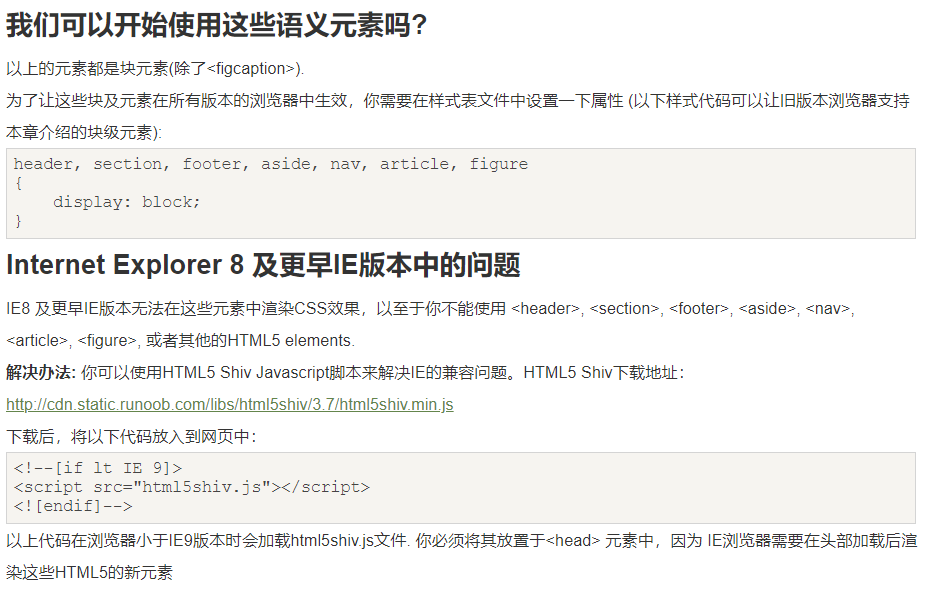 我们可以开始使用这些语义元素吗?
以上的元素都是块元素(除了<figcaption>).
为了让这些块及元素在所有版本的浏览器中生效，你需要在样式表文件中设置一下属性 (以下样式代码可以让旧版本浏览器支持
本章介绍的块级元素):
header, section, footer, aside, nav, article, figure
{
    display: block;
}
Internet Explorer 8 及更早IE版本中的问题
IE8 及更早IE版本无法在这些元素中渲染CSS效果，以至于你不能使用 <header>, <section>, <footer>, <aside>, <nav>,
<article>, <figure>, 或者其他的HTML5 elements.
解决办法: 你可以使用HTML5 Shiv Javascript脚本来解决IE的兼容问题。HTML5 Shiv下载地址：
http://cdn.static.runoob.com/libs/html5shiv/3.7/html5shiv.min.js
下载后，将以下代码放入到网页中：
<!--[if lt IE 9]>
<script src="html5shiv.js"></script>
<![endif]-->
以上代码在浏览器小于IE9版本时会加载html5shiv.js文件. 你必须将其放置于<head> 元素中，因为 IE浏览器需要在头部加载后渲
染这些HTML5的新元素